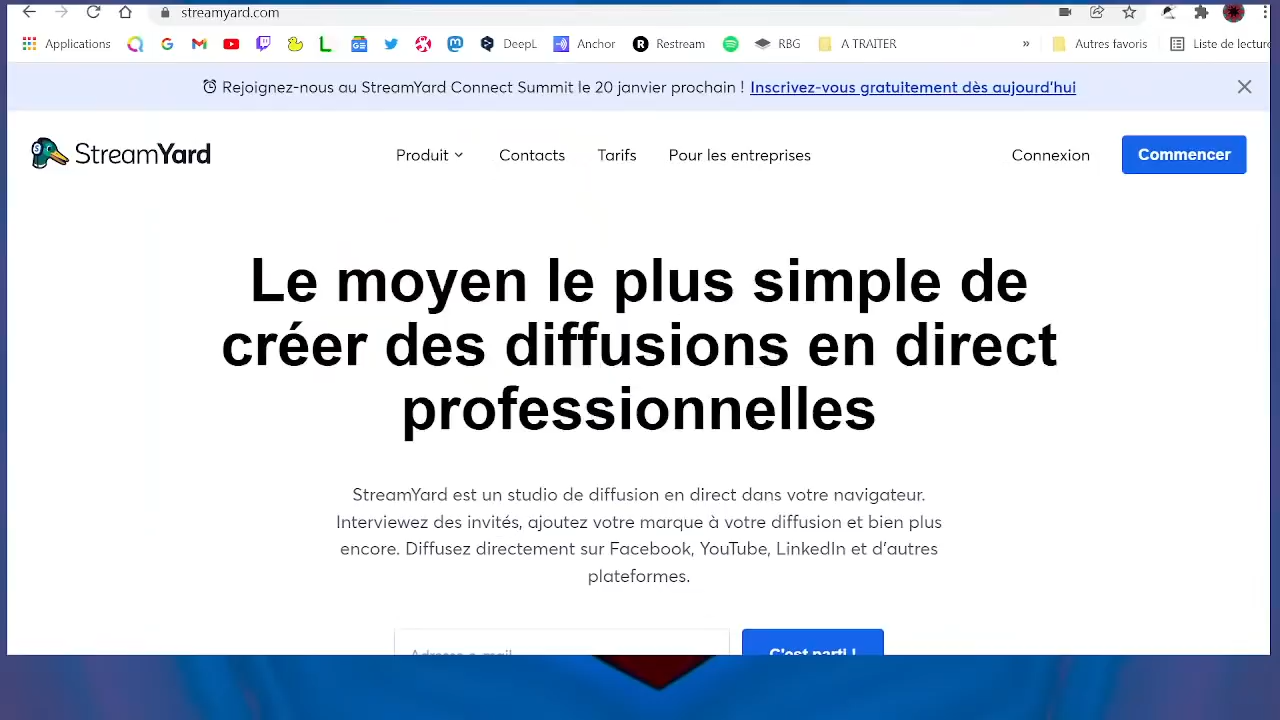 streamyard.com
Applications DeepL Anchor Restream RBG A TRAITER » Autres favoris Liste de lecture
Rejoignez-nous au StreamYard Connect Summit le 20 janvier prochain ! Inscrivez-vous gratuitement dès aujourd'hui
StreamYard Produit Contacts Tarifs Pour les entreprises Connexion Commencer
Le moyen le plus simple de
créer des diffusions en direct
professionnelles
StreamYard est un studio de diffusion en direct dans votre navigateur.
Interviewez des invités, ajoutez votre marque à votre diffusion et bien plus
encore. Diffusez directement sur Facebook, YouTube, LinkedIn et d'autres
plateformes.
Adresse e-mail C'est parti !